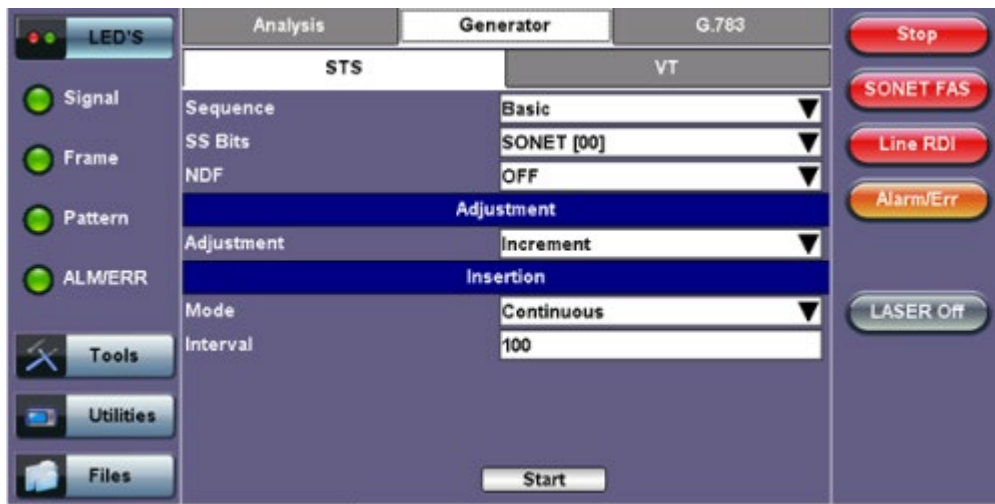 LED'S
Signal
Frame
Pattern
ALM/ERR
Tools
Utilities
Files
Analysis Generator G.783
STS VT
Sequence Basic
SS Bits SONET [00]
NDF OFF
Adjustment
Adjustment Increment
Insertion
Mode Continuous
Interval 100
Start
Stop
SONET FAS
Line RDI
Alarm/Err
LASER Off